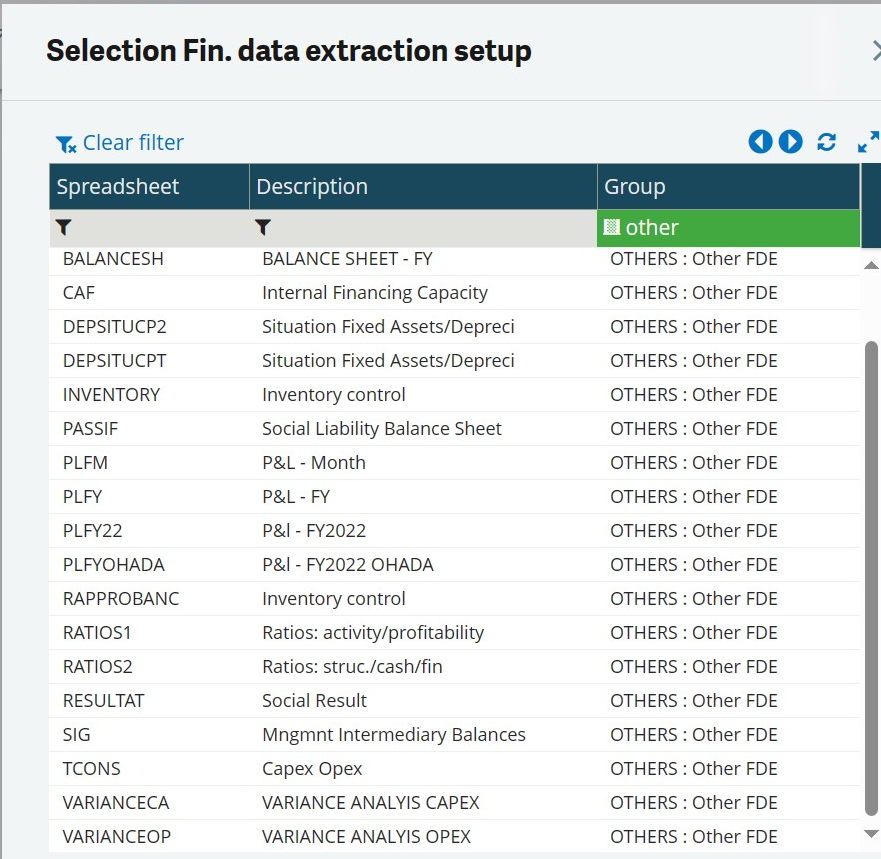 Selection Fin. data extraction setup
Clear filter
Spreadsheet Description Group
other
BALANCESH BALANCE SHEET - FY OTHERS : Other FDE
CAF Internal Financing Capacity OTHERS : Other FDE
DEPSITUCP2 Situation Fixed Assets/Depreci OTHERS : Other FDE
DEPSITUCPT Situation Fixed Assets/Depreci OTHERS : Other FDE
INVENTORY Inventory control OTHERS : Other FDE
PASSIF Social Liability Balance Sheet OTHERS : Other FDE
PLFM P&L - Month OTHERS : Other FDE
PLFY P&L - FY OTHERS : Other FDE
PLFY22 P&l - FY2022 OTHERS : Other FDE
PLFYOHADA P&l - FY2022 OHADA OTHERS : Other FDE
RAPPROBANC Inventory control OTHERS : Other FDE
RATIOS1 Ratios: activity/profitability OTHERS : Other FDE
RATIOS2 Ratios: struc./cash/fin OTHERS : Other FDE
RESULTAT Social Result OTHERS : Other FDE
SIG Mngmnt Intermediary Balances OTHERS : Other FDE
TCONS Capex Opex OTHERS : Other FDE
VARIANCECA VARIANCE ANALYIS CAPEX OTHERS : Other FDE
VARIANCEOP VARIANCE ANALYIS OPEX OTHERS : Other FDE